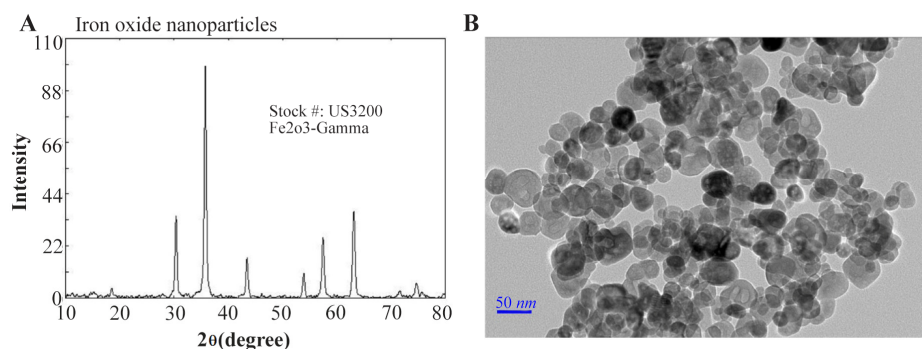 A
Iron oxide nanoparticles
110
88
66
44
22
0
Intensity
Stock #: US3200
Fe2o3-Gamma
10 20 30 40 50 60 70 80
2θ(degree)
B
50 nm